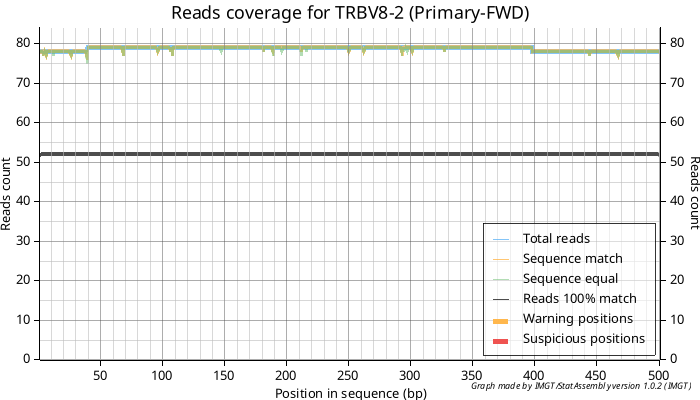 Reads coverage for TRBV8-2 (Primary-FWD)
80
70
60
50
40
30
20
10
0
Reads count
80
70
60
50
40
30
20
10
0
Reads count
Total reads
Sequence match
Sequence equal
Reads 100% match
Warning positions
Suspicious positions
50 100 150 200 250 300 350 400 450 500
Position in sequence (bp)
Graph made by IMGT/StatAssembly version 1.0.2 (IMGT)